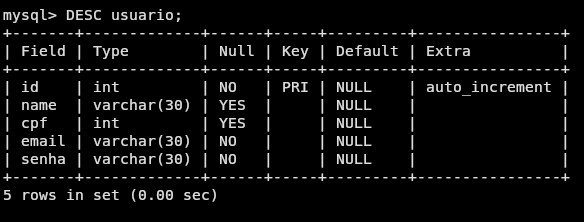 mysql> DESC usuario;
+-------+-------------+------+-----+---------+----------------+
| Field | Type        | Null | Key | Default | Extra          |
+-------+-------------+------+-----+---------+----------------+
| id    | int         | NO   | PRI | NULL    | auto_increment |
| name  | varchar(30) | YES  |     | NULL    |                |
| cpf   | int         | YES  |     | NULL    |                |
| email | varchar(30) | NO   |     | NULL    |                |
| senha | varchar(30) | NO   |     | NULL    |                |
+-------+-------------+------+-----+---------+----------------+
5 rows in set (0.00 sec)